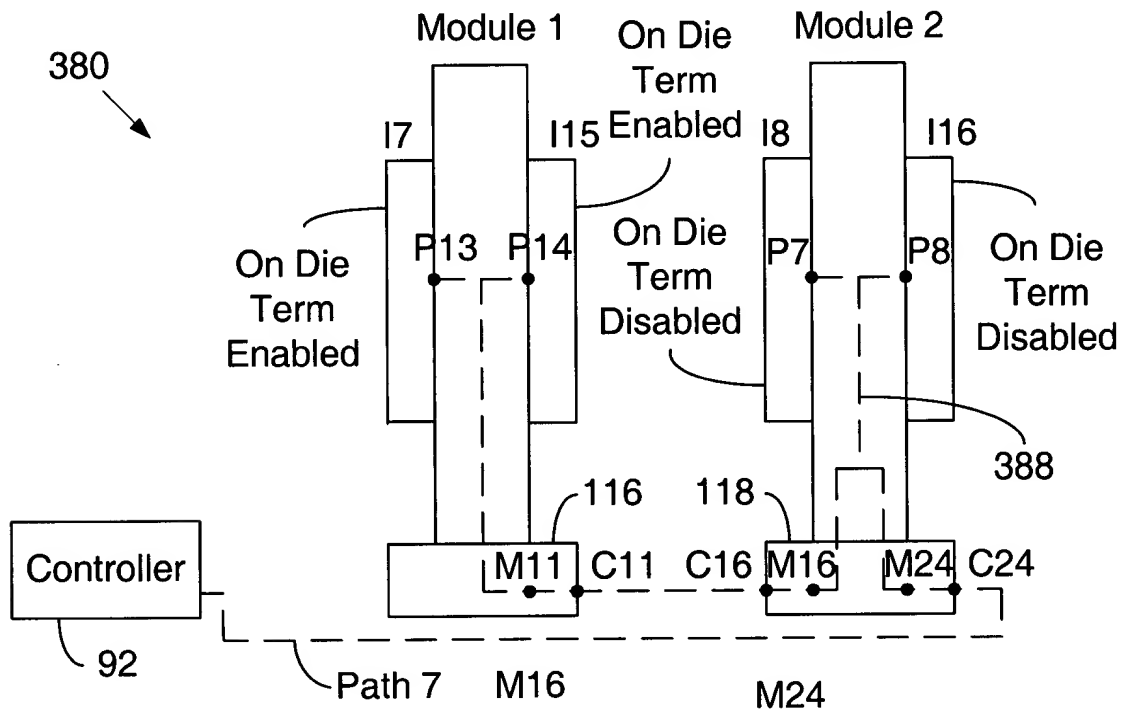 Module 1
On Die
Term
Enabled
Module 2
380
I7
I15
I8
I16
P13
P14
On Die
Term
Disabled
P7
P8
On Die
Term
Enabled
On Die
Term
Disabled
388
116
118
Controller
M11
C11
C16
M16
M24
C24
92
Path 7
M16
M24